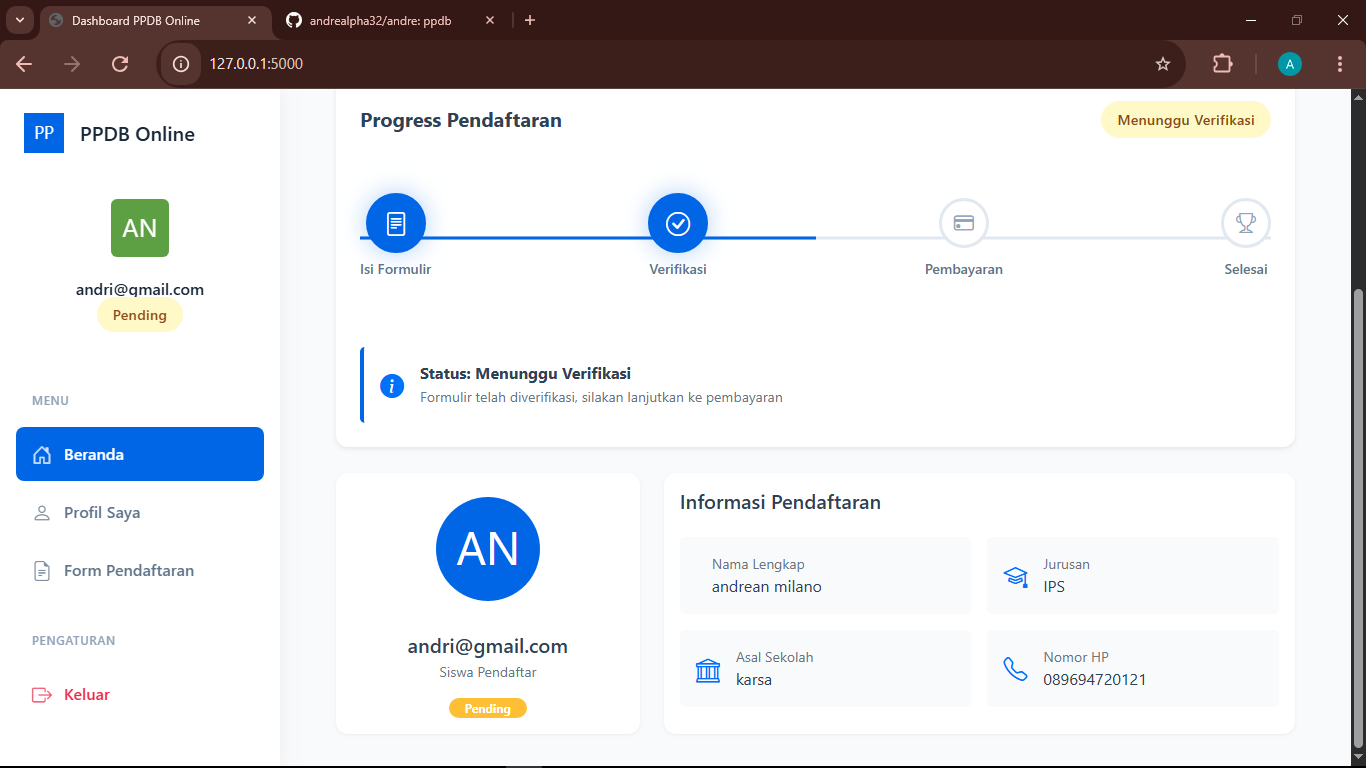 Dashboard PPDB Online
andrealpha32/andre: ppdb
127.0.0.1:5000
A
PP
PPDB Online
AN
andri@gmail.com
Pending
MENU
Beranda
Profil Saya
Form Pendaftaran
PENGATURAN
Keluar
Progress Pendaftaran
Menunggu Verifikasi
Isi Formulir
Verifikasi
Pembayaran
Selesai
Status: Menunggu Verifikasi
Formulir telah diverifikasi, silakan lanjutkan ke pembayaran
AN
andri@gmail.com
Siswa Pendaftar
Pending
Informasi Pendaftaran
Nama Lengkap
andrean milano
Jurusan
IPS
Asal Sekolah
karsa
Nomor HP
089694720121